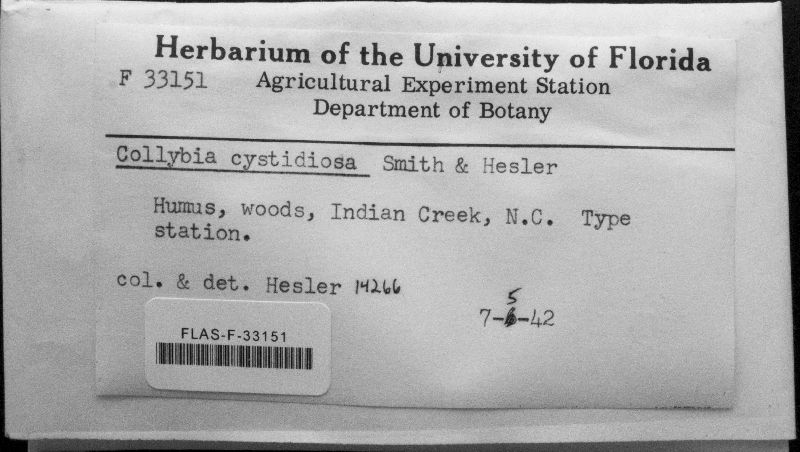 Herbarium of the University of Florida
F 33151 Agricultural Experiment Station
Department of Botany
Collybia cystidiosa Smith & Hesler
Humus, woods, Indian Creek, N.C. Type
station.
col. & det. Hesler 14266
5
7-6-42
FLAS-F-33151